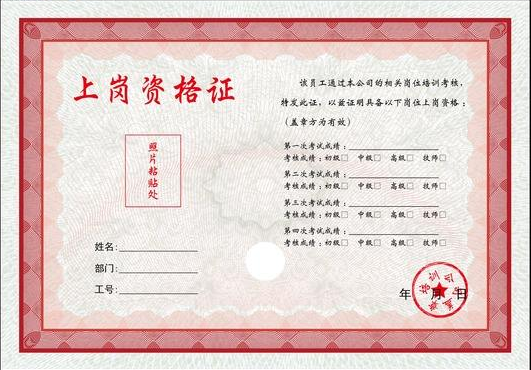 上岗资格证
照片粘贴处
姓名:
部门:
工号:
该员工通过本公司的相关岗位培训考核,
特发此证, 以兹证明具备以下岗位上岗资格:
(盖章方为有效)
第一次考试成绩:
考核成绩:初级□ 中级□ 高级□ 技师□
第二次考试成绩:
考核成绩:初级□ 中级□ 高级□ 技师□
第三次考试成绩:
考核成绩:初级□ 中级□ 高级□ 技师□
第四次考试成绩:
考核成绩:初级□ 中级□ 高级□ 技师□
年 月 日